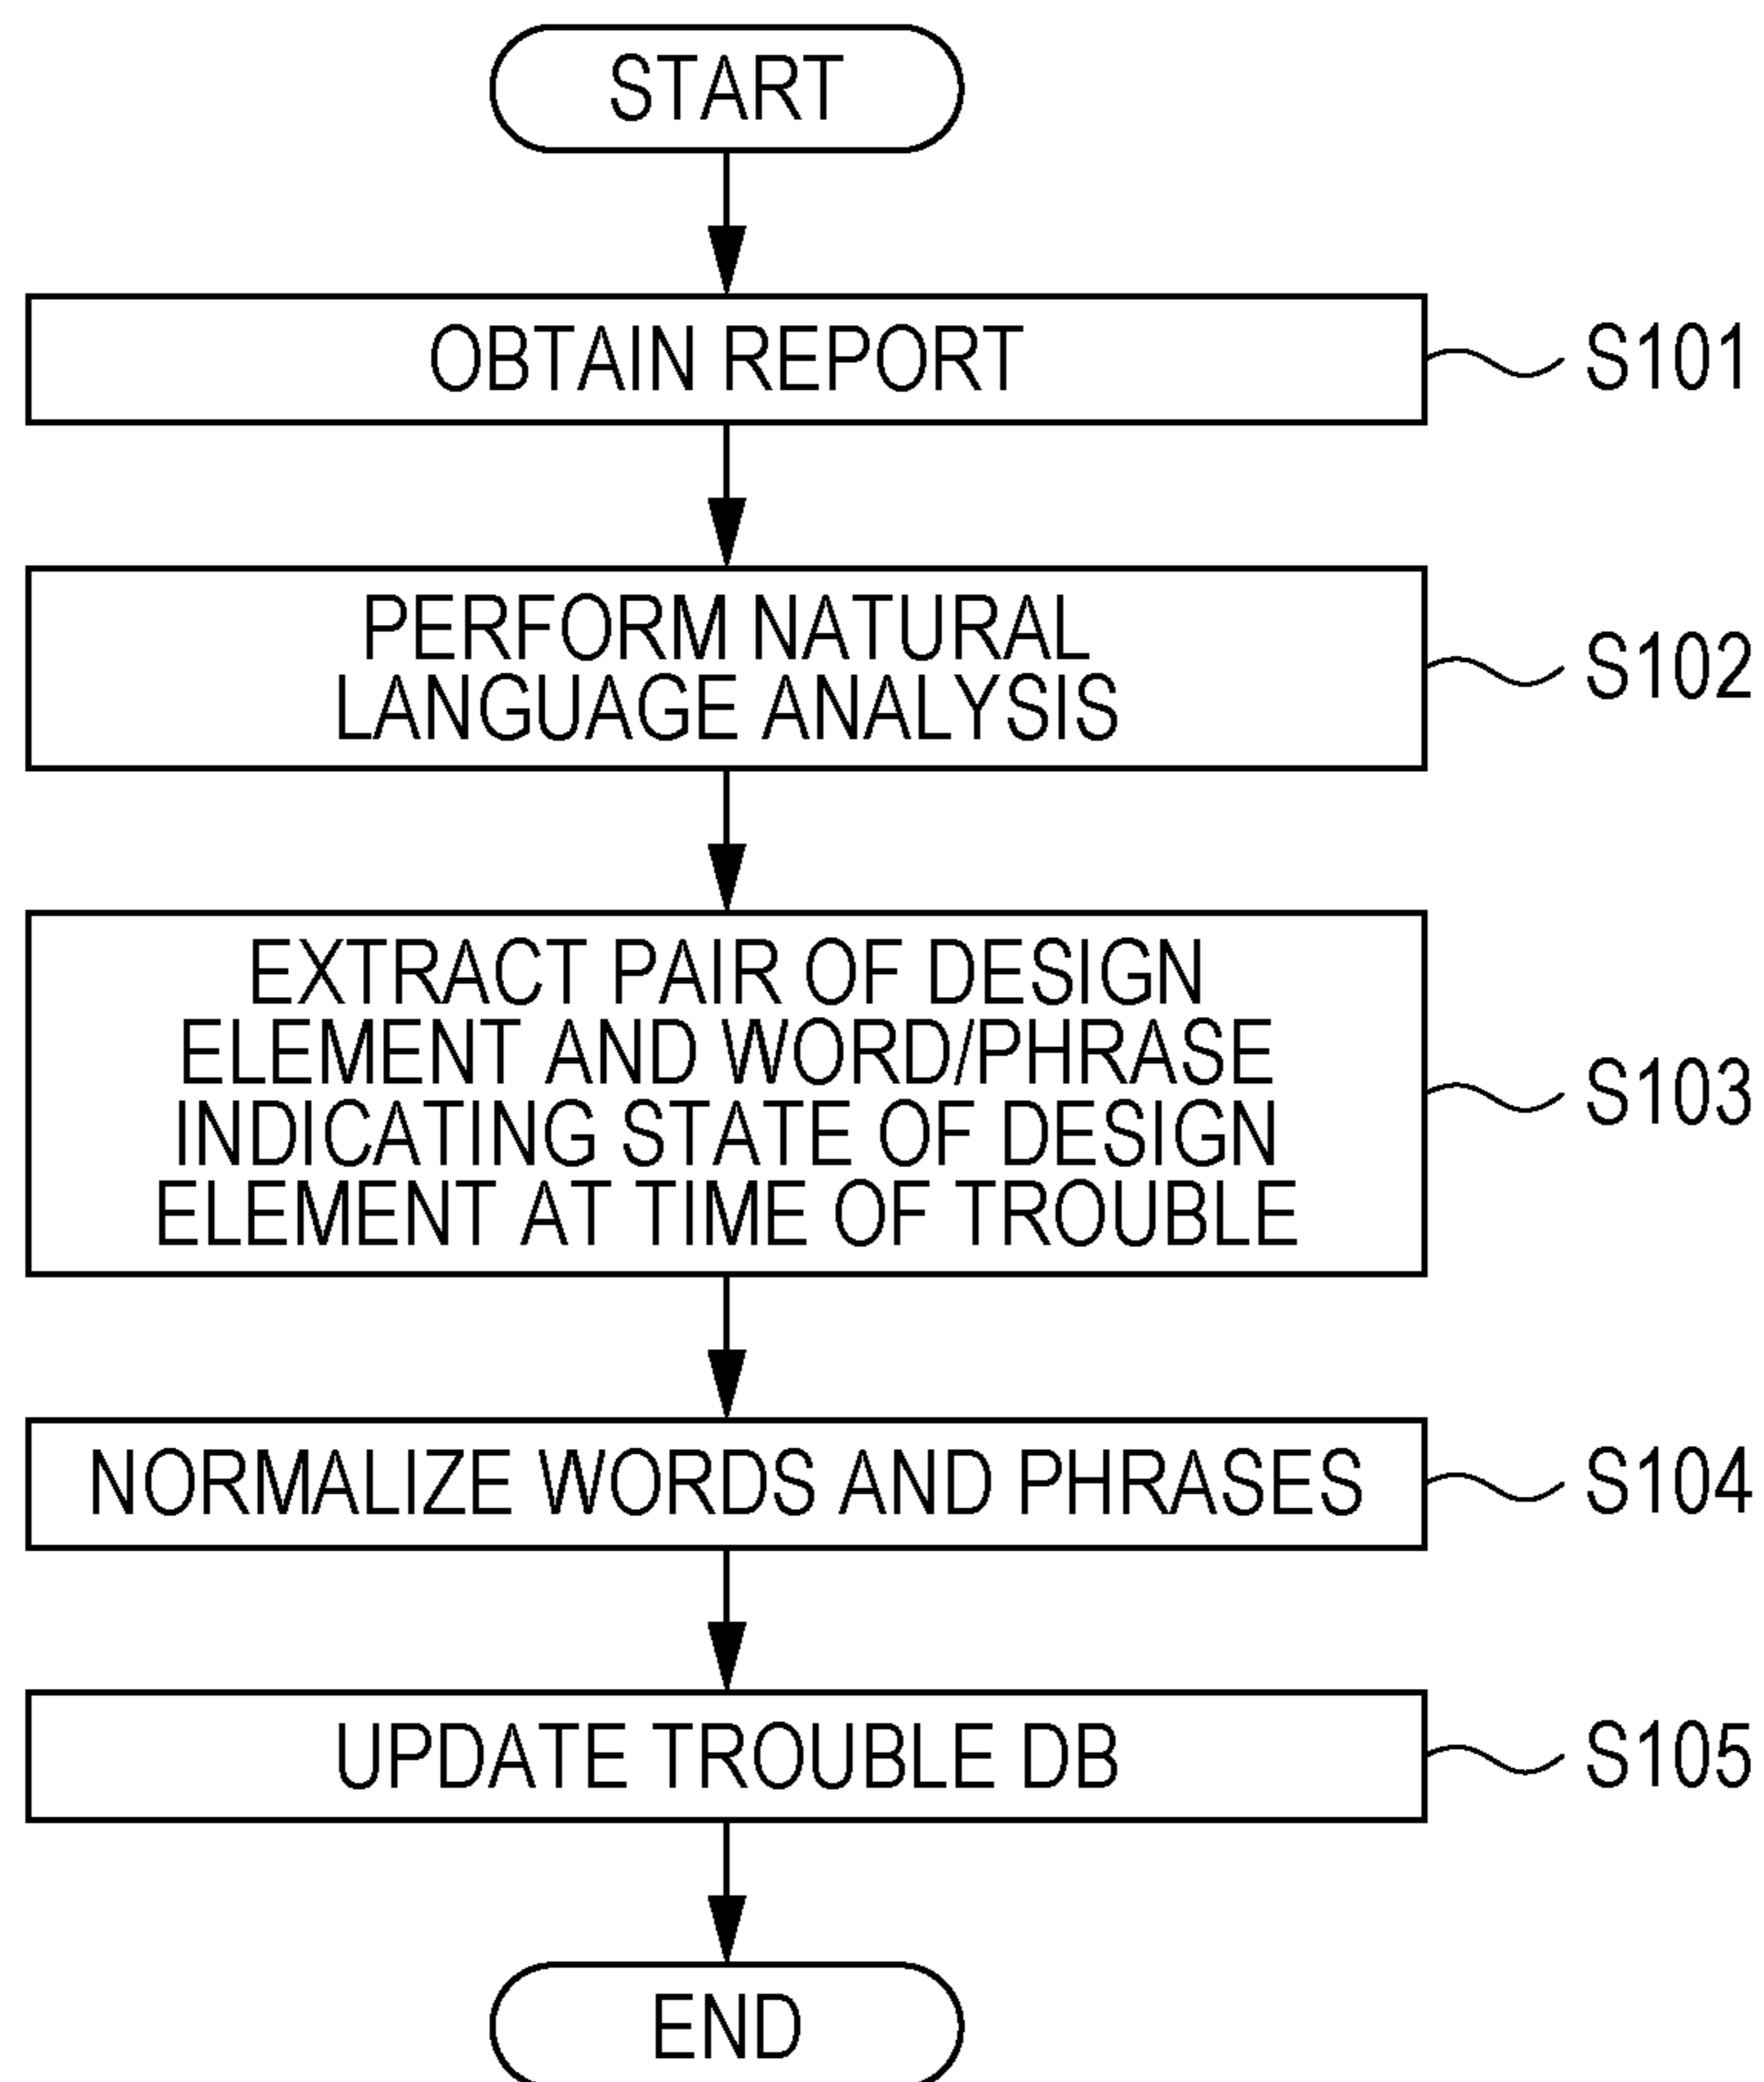 START
OBTAIN REPORT
S101
PERFORM NATURAL
LANGUAGE ANALYSIS
S102
EXTRACT PAIR OF DESIGN
ELEMENT AND WORD/PHRASE
INDICATING STATE OF DESIGN
ELEMENT AT TIME OF TROUBLE
S103
NORMALIZE WORDS AND PHRASES
S104
UPDATE TROUBLE DB
S105
END